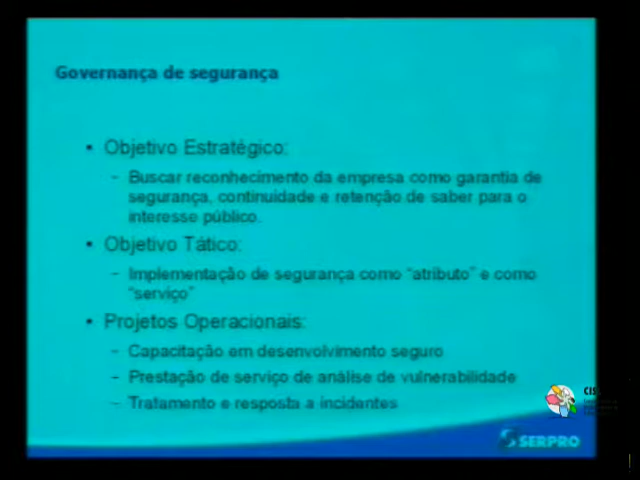 Governança de segurança
• Objetivo Estratégico:
– Buscar reconhecimento da empresa como garantia de
segurança, continuidade e retenção de saber para o
interesse público.
• Objetivo Tático:
– Implementação de segurança como “atributo” e como
“serviço”
• Projetos Operacionais:
– Capacitação em desenvolvimento seguro
– Prestação de serviço de análise de vulnerabilidade
– Tratamento e resposta a incidentes
SERPRO